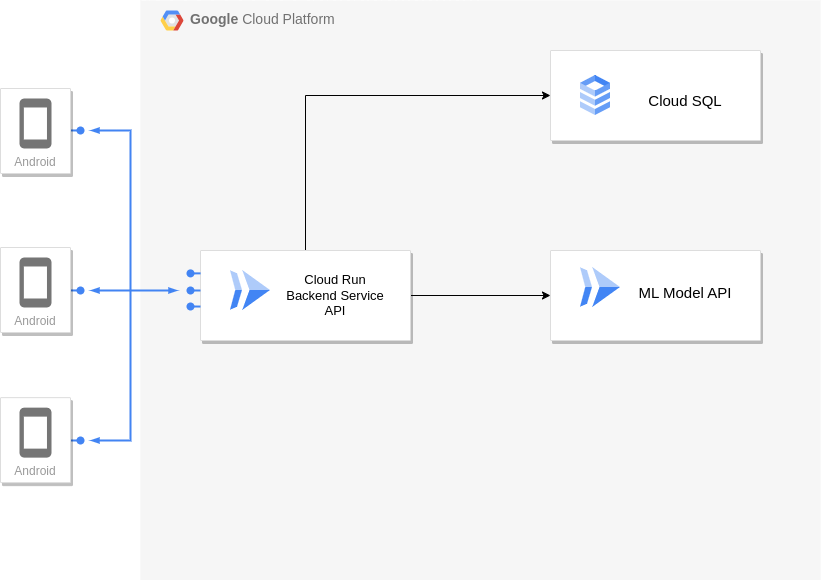 Google Cloud Platform
Cloud SQL
Android
Android
Cloud Run
Backend Service
API
ML Model API
Android